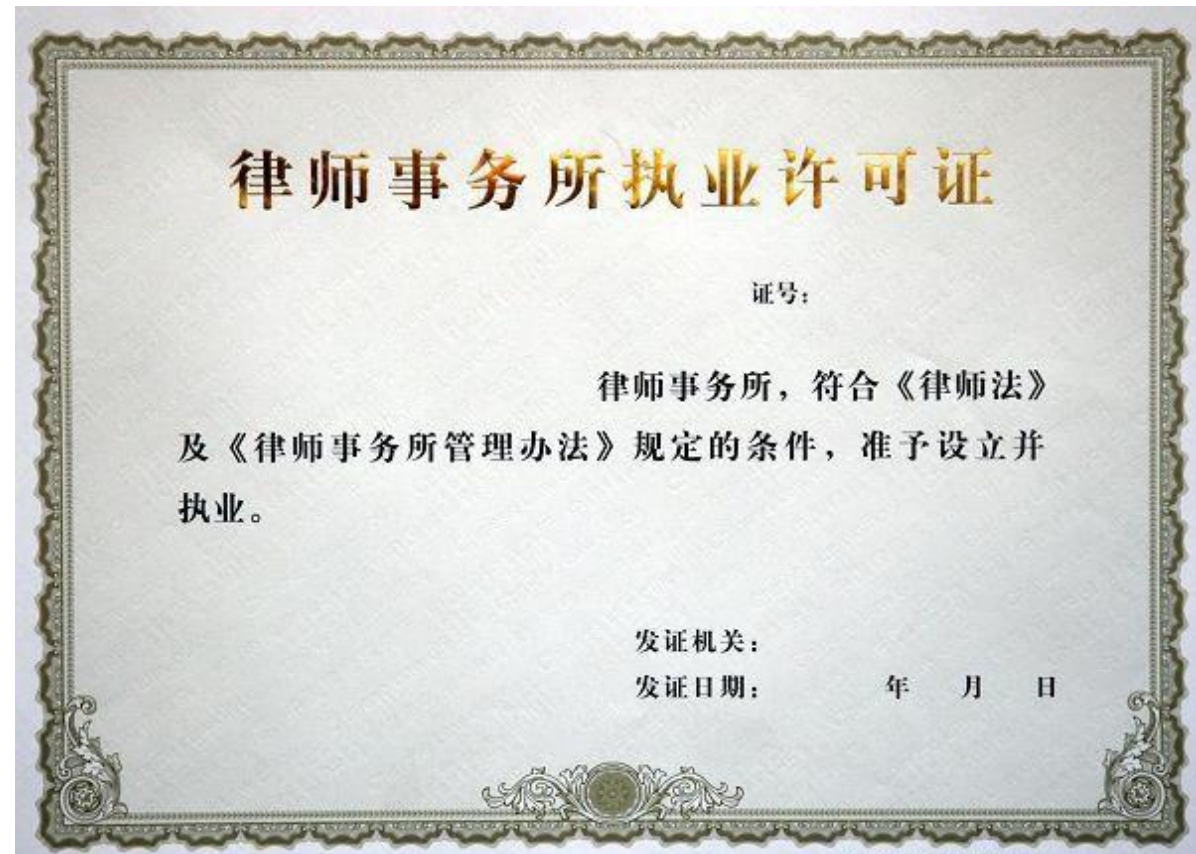 律师事务所执业许可证
证号：
律师事务所，符合《律师法》
及《律师事务所管理办法》规定的条件，准予设立并
执业。
发证机关：
发证日期： 年 月 日